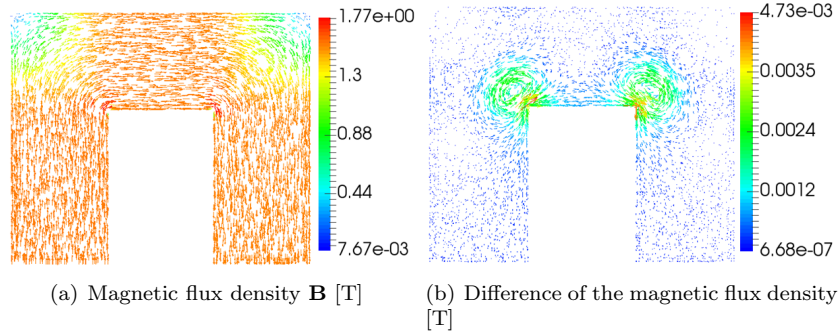 1.77e+00
1.3
0.88
0.44
7.67e-03
4.73e-03
0.0035
0.0024
0.0012
6.68e-07
(a) Magnetic flux density B [T]
(b) Difference of the magnetic flux density
[T]